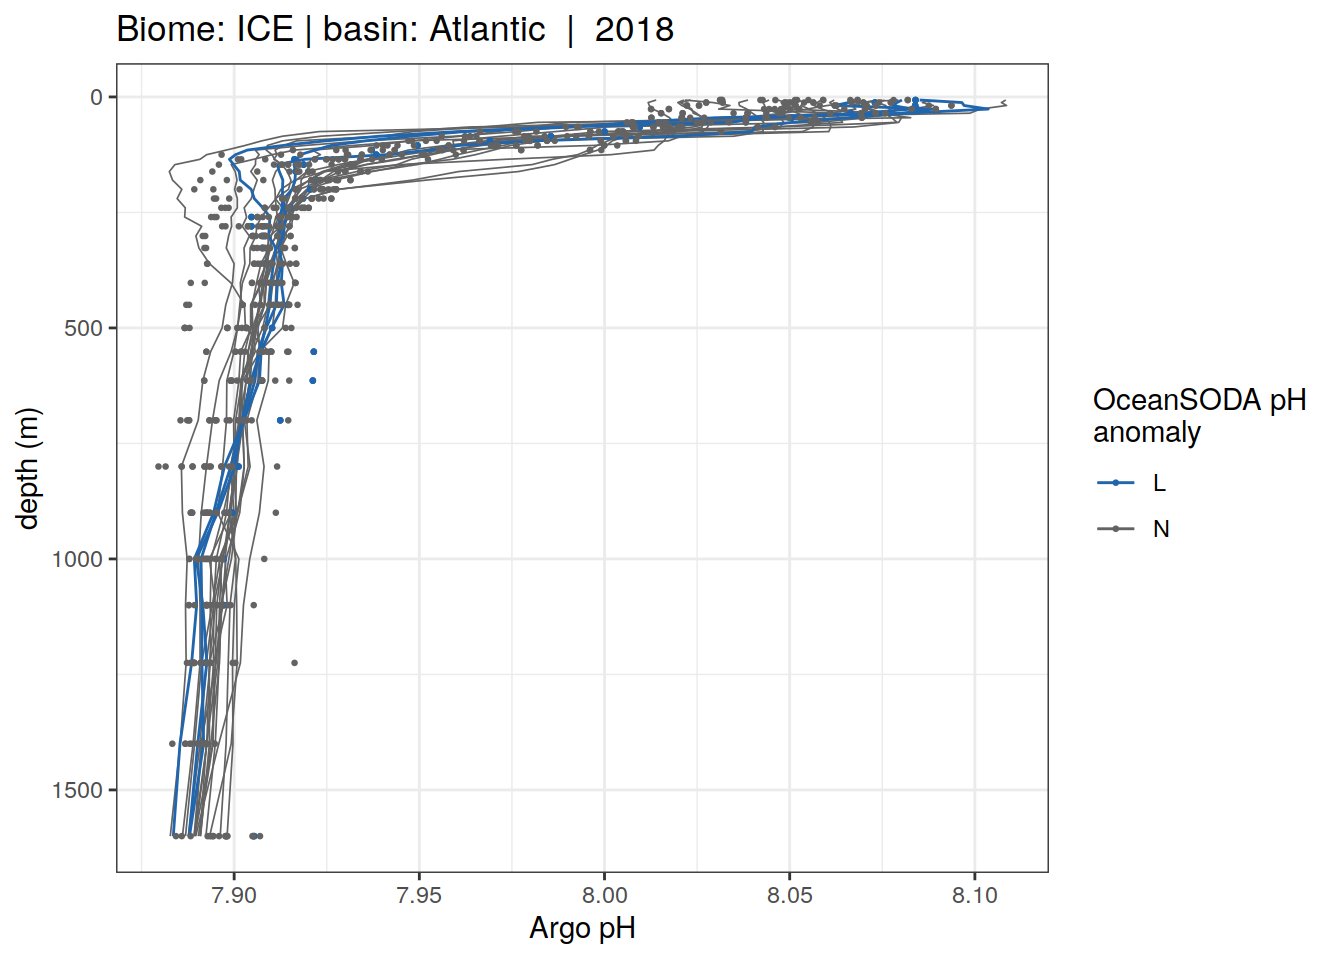 Biome: ICE | basin: Atlantic | 2018
0
500
1000
1500
depth (m)
7.90
7.95
8.00
8.05
8.10
Argo pH
OceanSODA pH
anomaly
L
N